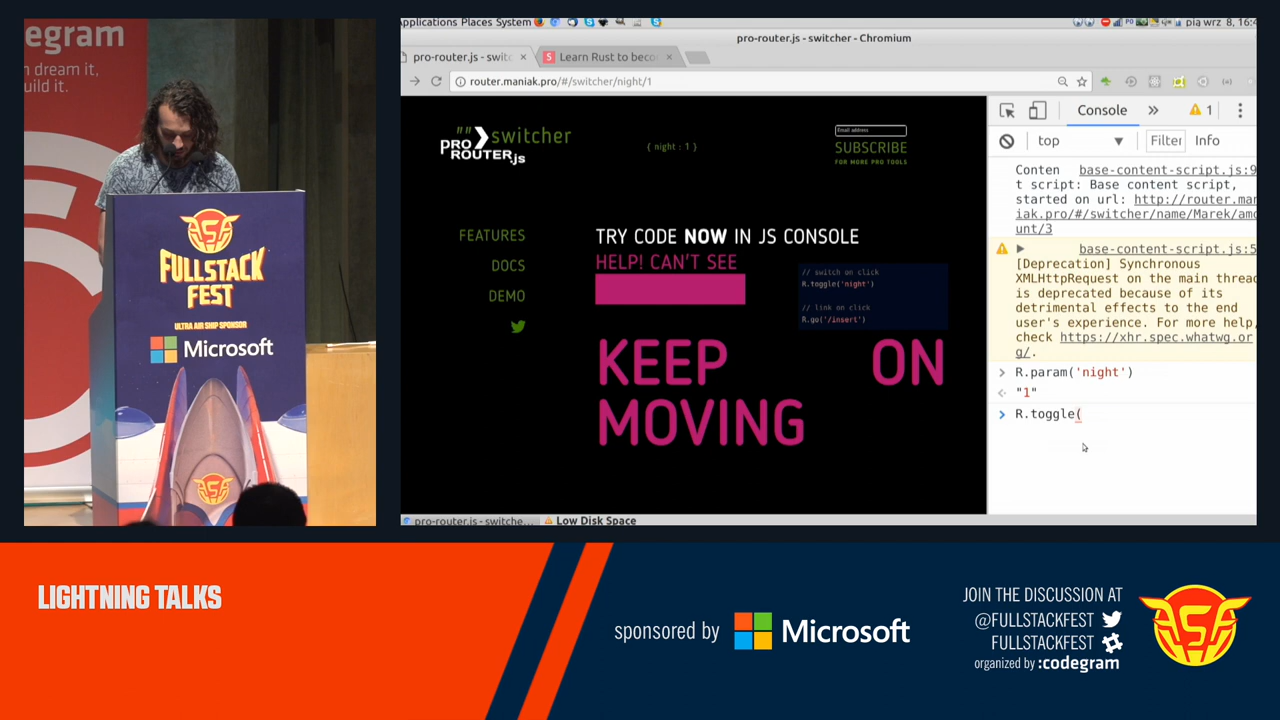 egram
n dream it,
uild it.
FULLSTACK
FEST
ULTRA AIR SHIP SPONSOR
Microsoft
Applications Places System
pią wrz 8, 16:4
pro-router.js - switcher - Chromium
pro-router.js - switc
Learn Rust to beco
router.maniak.pro/#/switcher/night/1
PRO
ROUTER.js
switcher
{ night : 1 }
Email address
SUBSCRIBE
FOR MORE PRO TOOLS
FEATURES
DOCS
DEMO
TRY CODE NOW IN JS CONSOLE
HELP! CAN'T SEE
// switch on click
R.toggle('night')
// link on click
R.go('/insert')
KEEP ON
MOVING
Console
1
top
Filter
Info
Conten base-content-script.js:9
t script: Base content script,
started on url: http://router.man
iak.pro/#/switcher/name/Marek/amo
unt/3
base-content-script.js:5
[Deprecation] Synchronous
XMLHttpRequest on the main thread
is deprecated because of its
detrimental effects to the end
user's experience. For more help,
check https://xhr.spec.whatwg.or
g/.
R.param('night')
"1"
R.toggle(
pro-router.js - switche...
Low Disk Space
LIGHTNING TALKS
sponsored by Microsoft
JOIN THE DISCUSSION AT
@FULLSTACKFEST
FULLSTACKFEST
organized by :codegram